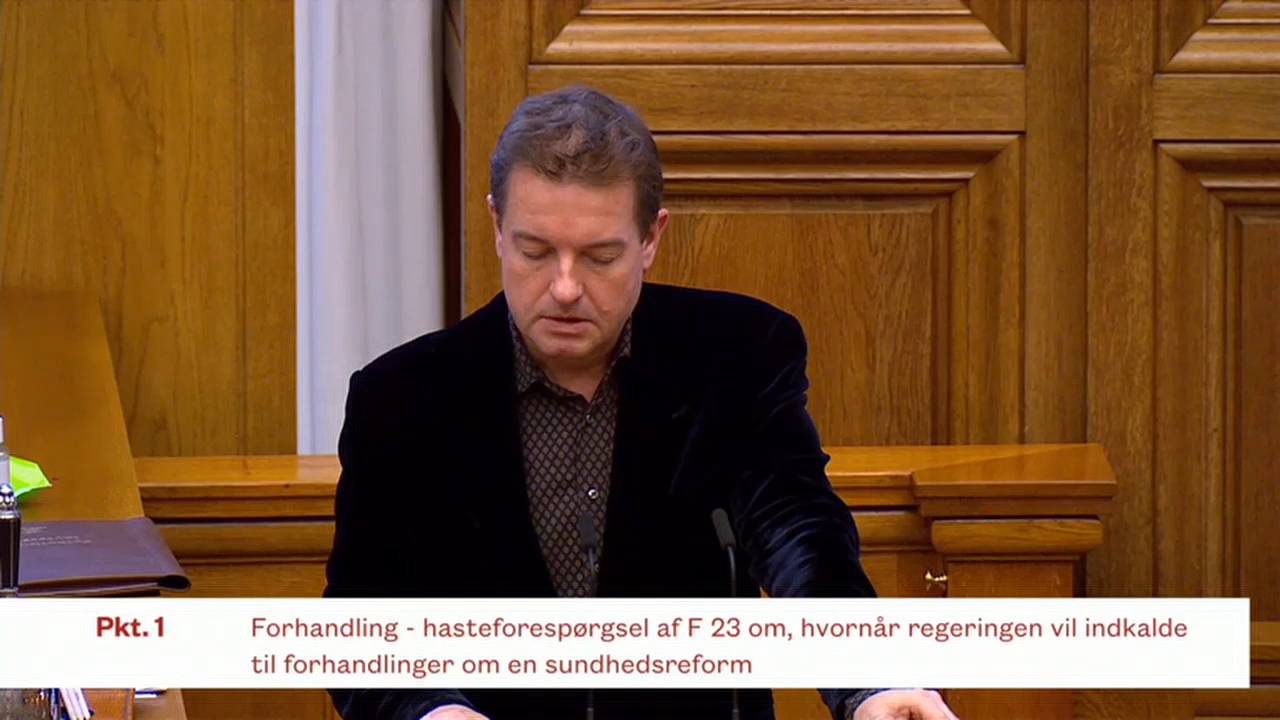 Pkt. 1
Forhandling - hasteforespørgsel af F 23 om, hvornår regeringen vil indkalde
til forhandlinger om en sundhedsreform